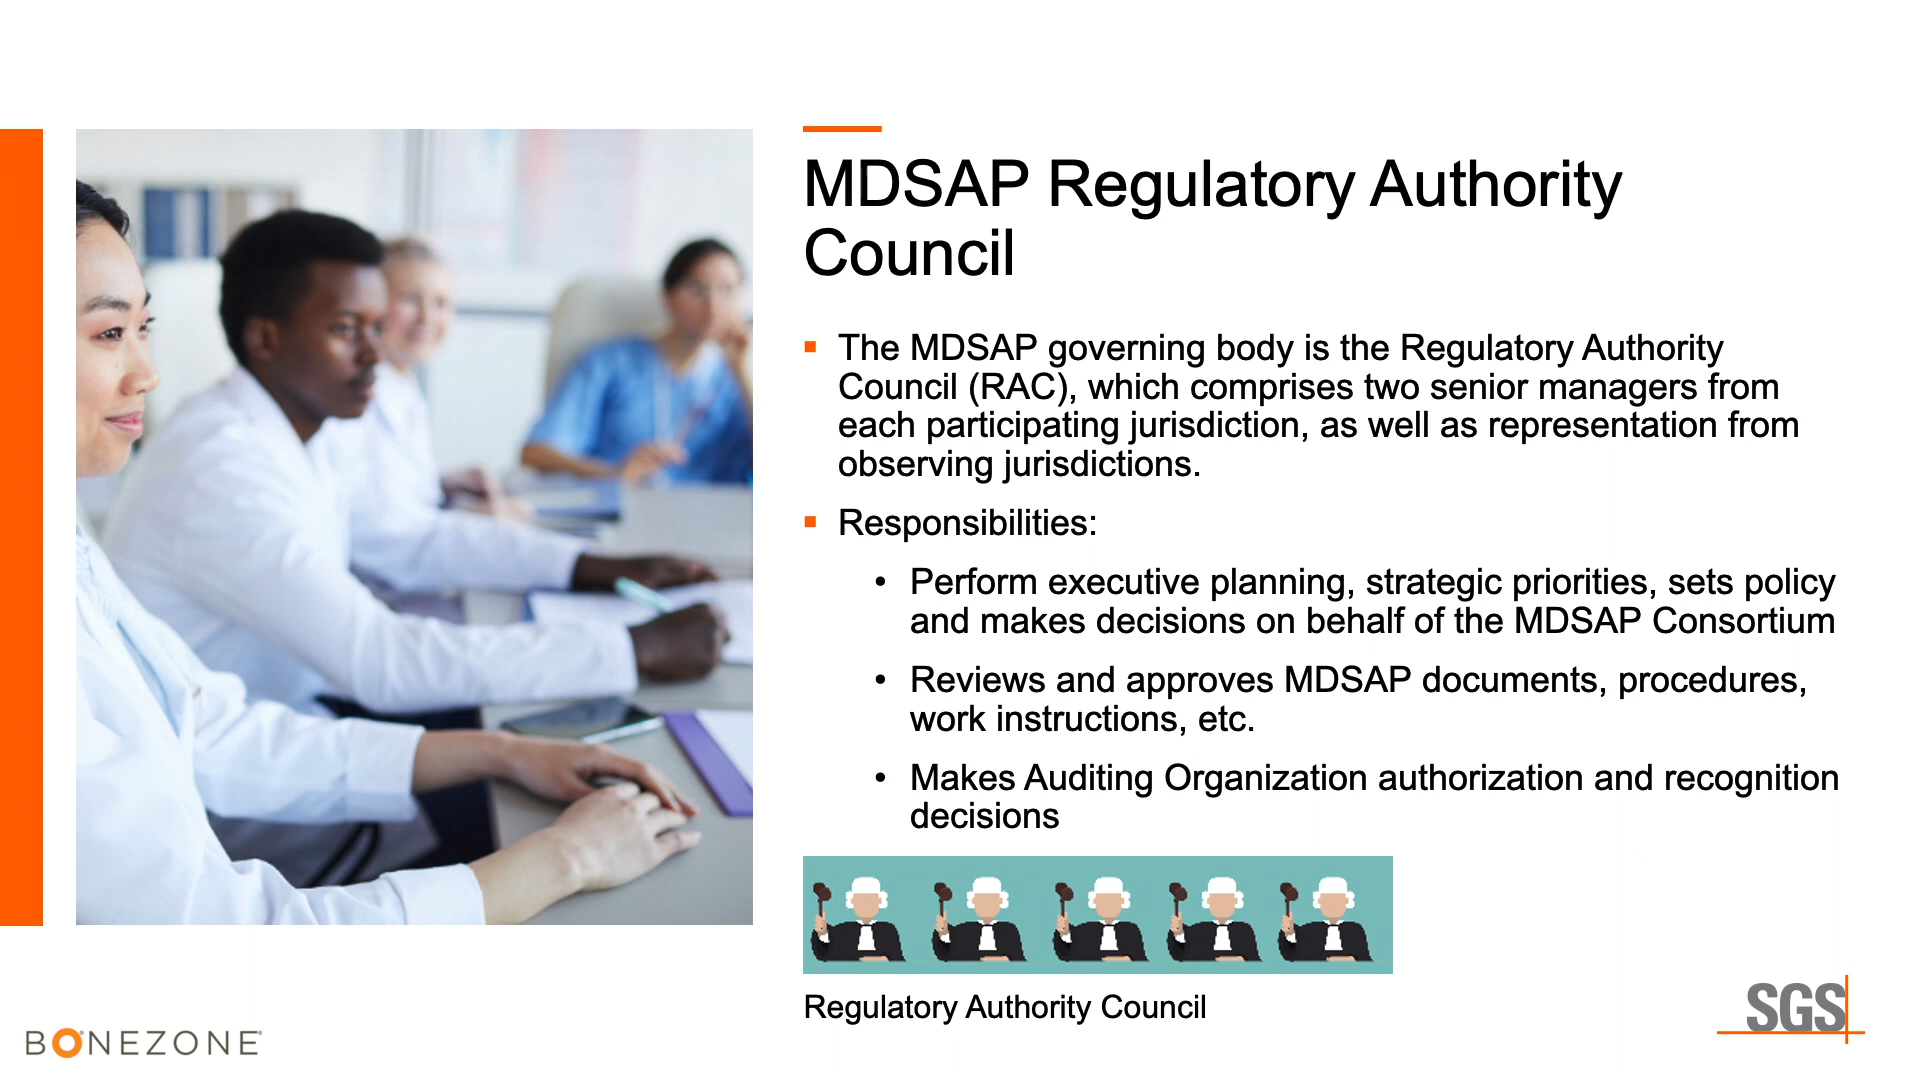 MDSAP Regulatory Authority
Council
▪ The MDSAP governing body is the Regulatory Authority
Council (RAC), which comprises two senior managers from
each participating jurisdiction, as well as representation from
observing jurisdictions.
▪ Responsibilities:
• Perform executive planning, strategic priorities, sets policy
and makes decisions on behalf of the MDSAP Consortium
• Reviews and approves MDSAP documents, procedures,
work instructions, etc.
• Makes Auditing Organization authorization and recognition
decisions
Regulatory Authority Council
BONEZONE
SGS